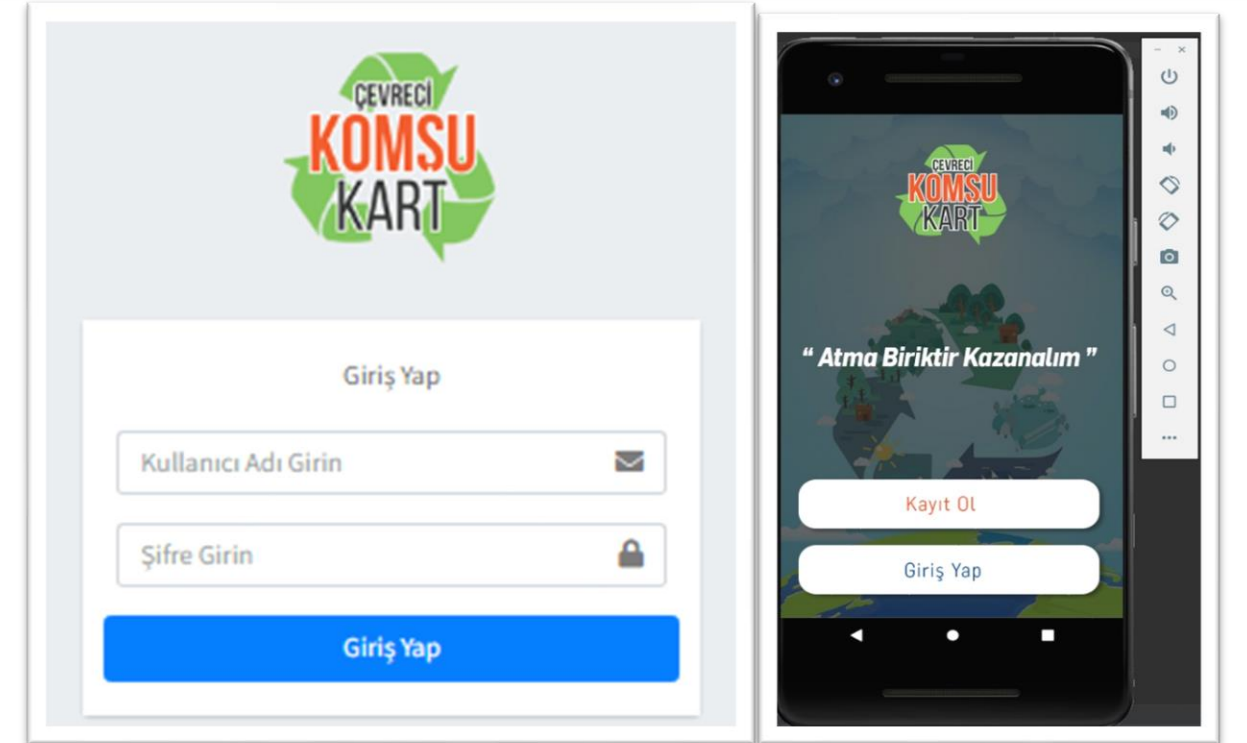 ÇEVRECİ
KOMŞU
KART
Giriş Yap
Kullanıcı Adı Girin
Şifre Girin
Giriş Yap
ÇEVRECİ
KOMŞU
KART
“ Atma Biriktir Kazanalım ”
Kayıt Ol
Giriş Yap